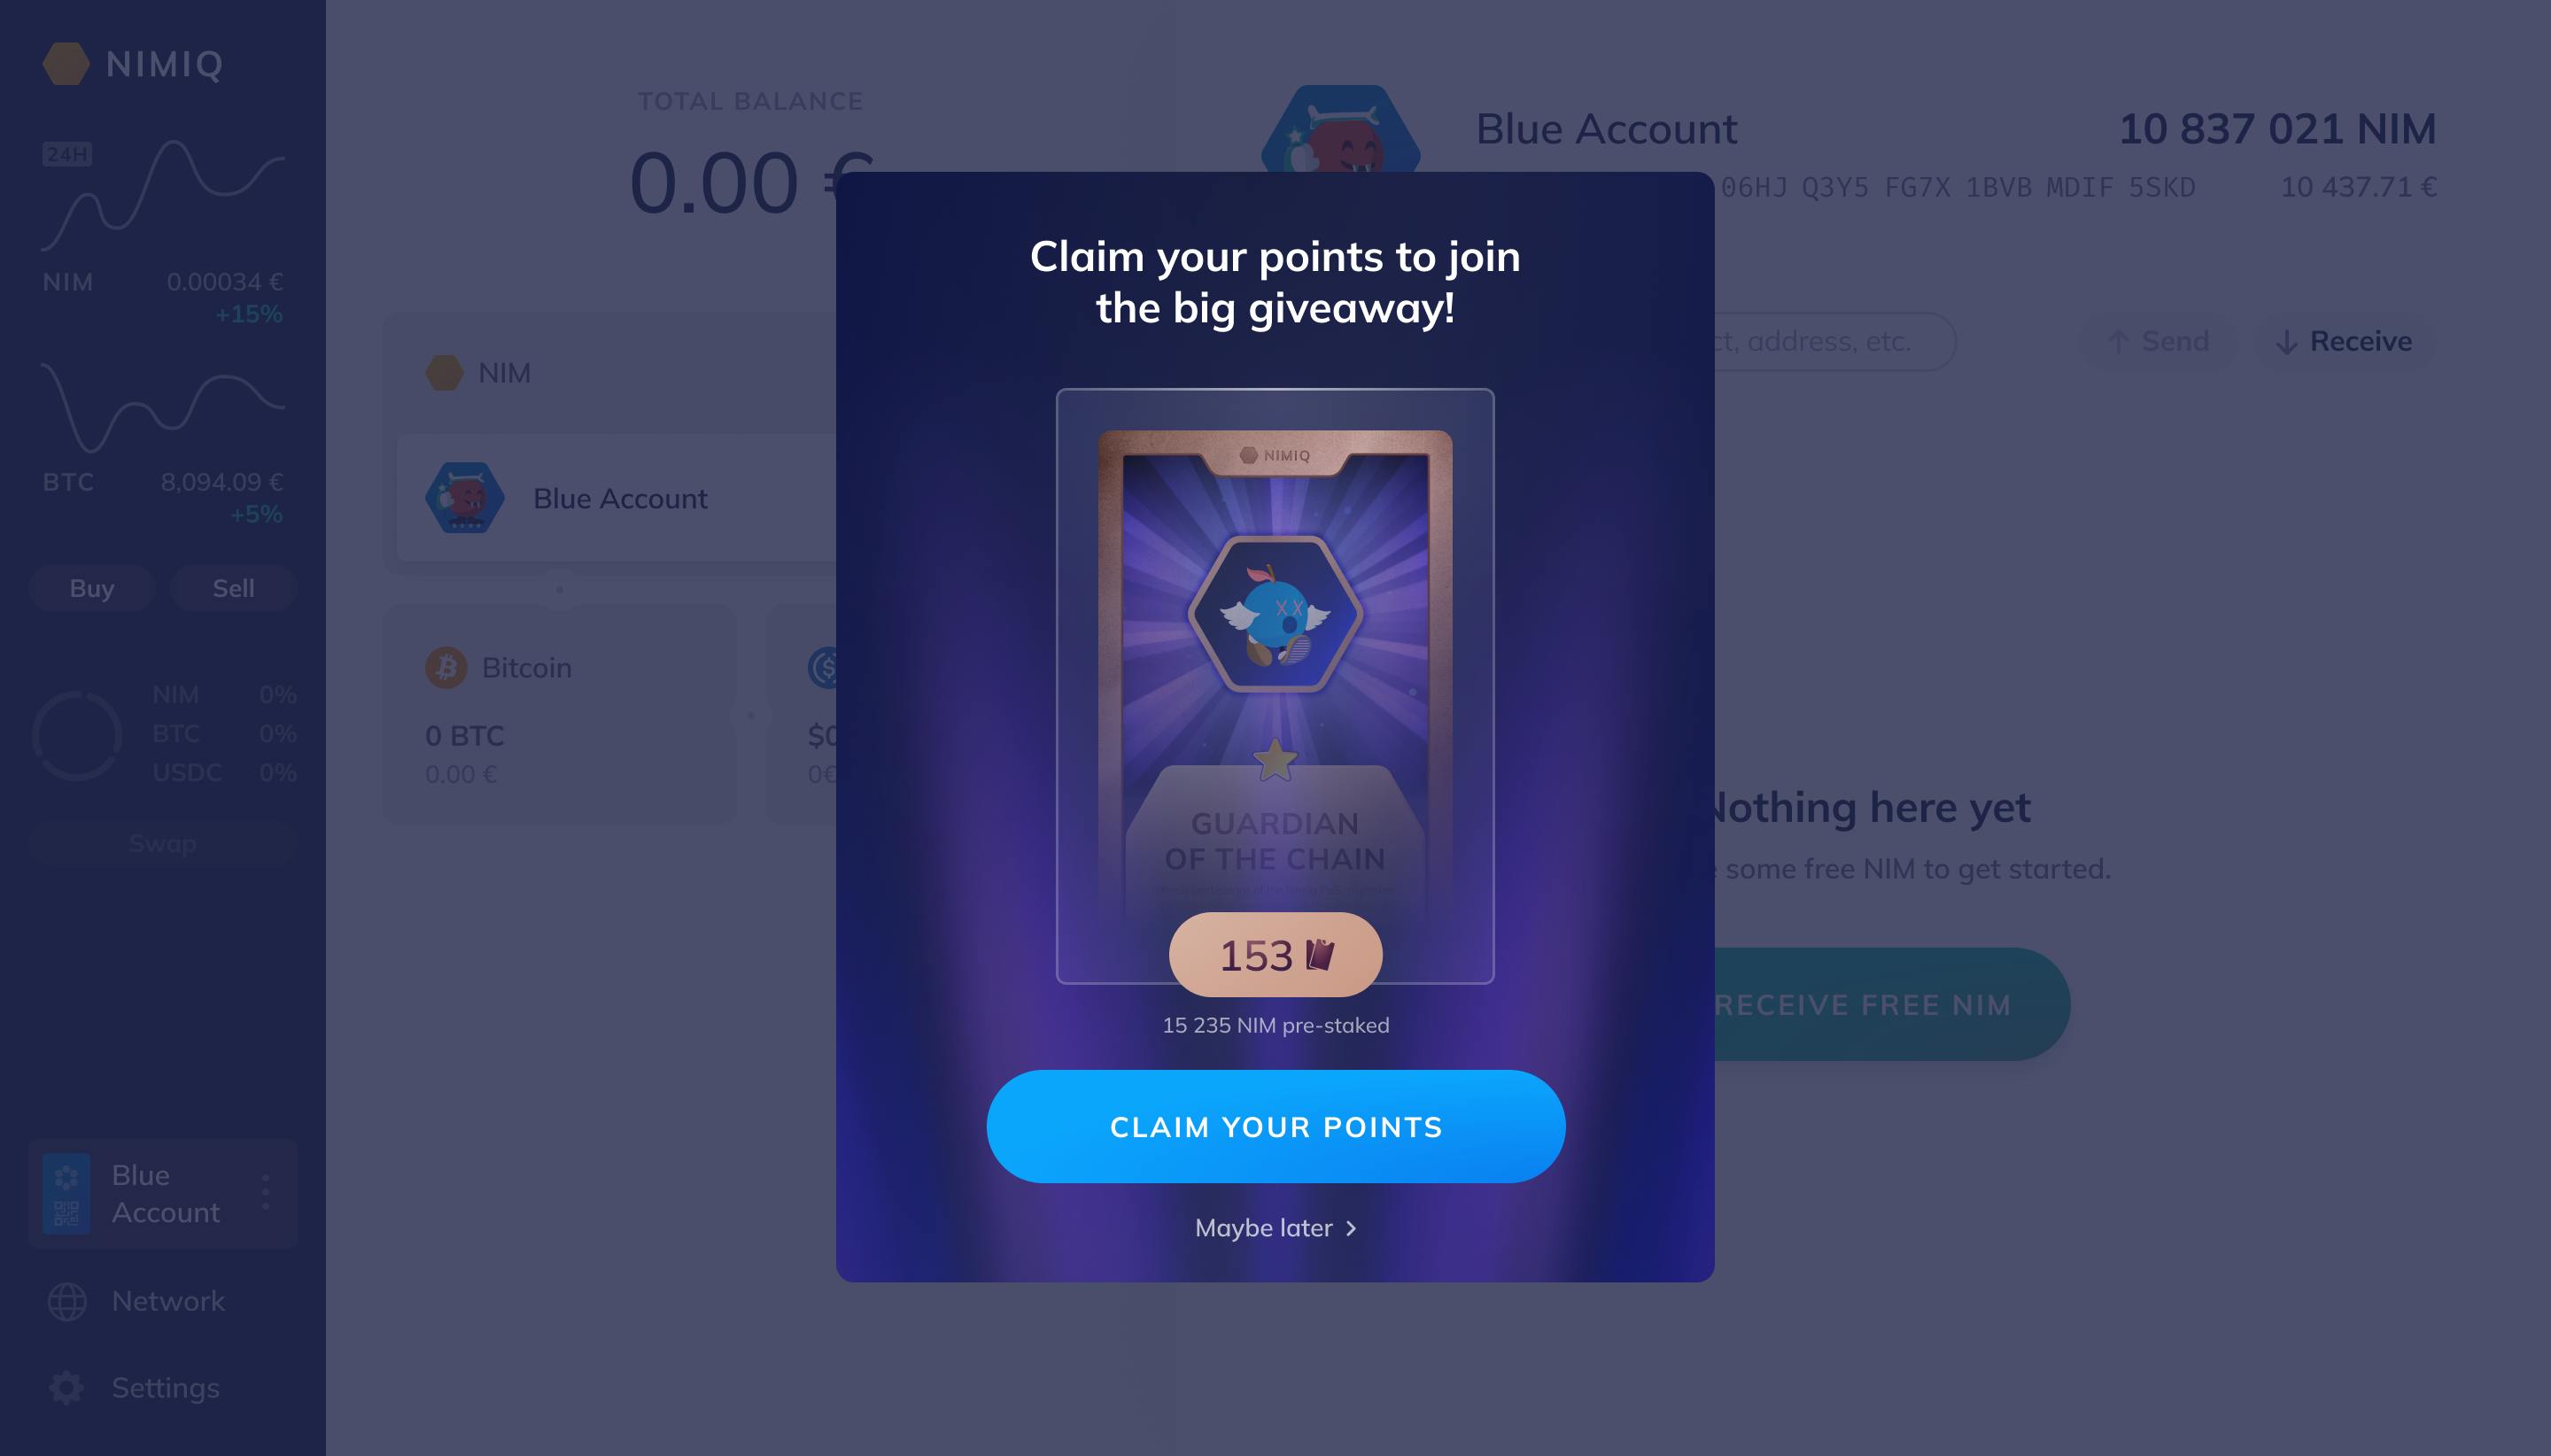 NIMIQ
24H
NIM 0.00034 €
+15%
BTC 8,094.09 €
+5%
Buy Sell
NIM 0%
BTC 0%
USDC 0%
Swap
Blue
Account
Network
Settings
TOTAL BALANCE
0.00 €
NIM
Blue Account
Bitcoin
0 BTC
0.00 €
$0
0€
Blue Account 10 837 021 NIM
06HJ Q3Y5 FG7X 1BVB MDIF 5SKD 10 437.71 €
ct, address, etc. Send Receive
Nothing here yet
some free NIM to get started.
RECEIVE FREE NIM
Claim your points to join
the big giveaway!
NIMIQ
GUARDIAN
OF THE CHAIN
153
15 235 NIM pre-staked
CLAIM YOUR POINTS
Maybe later